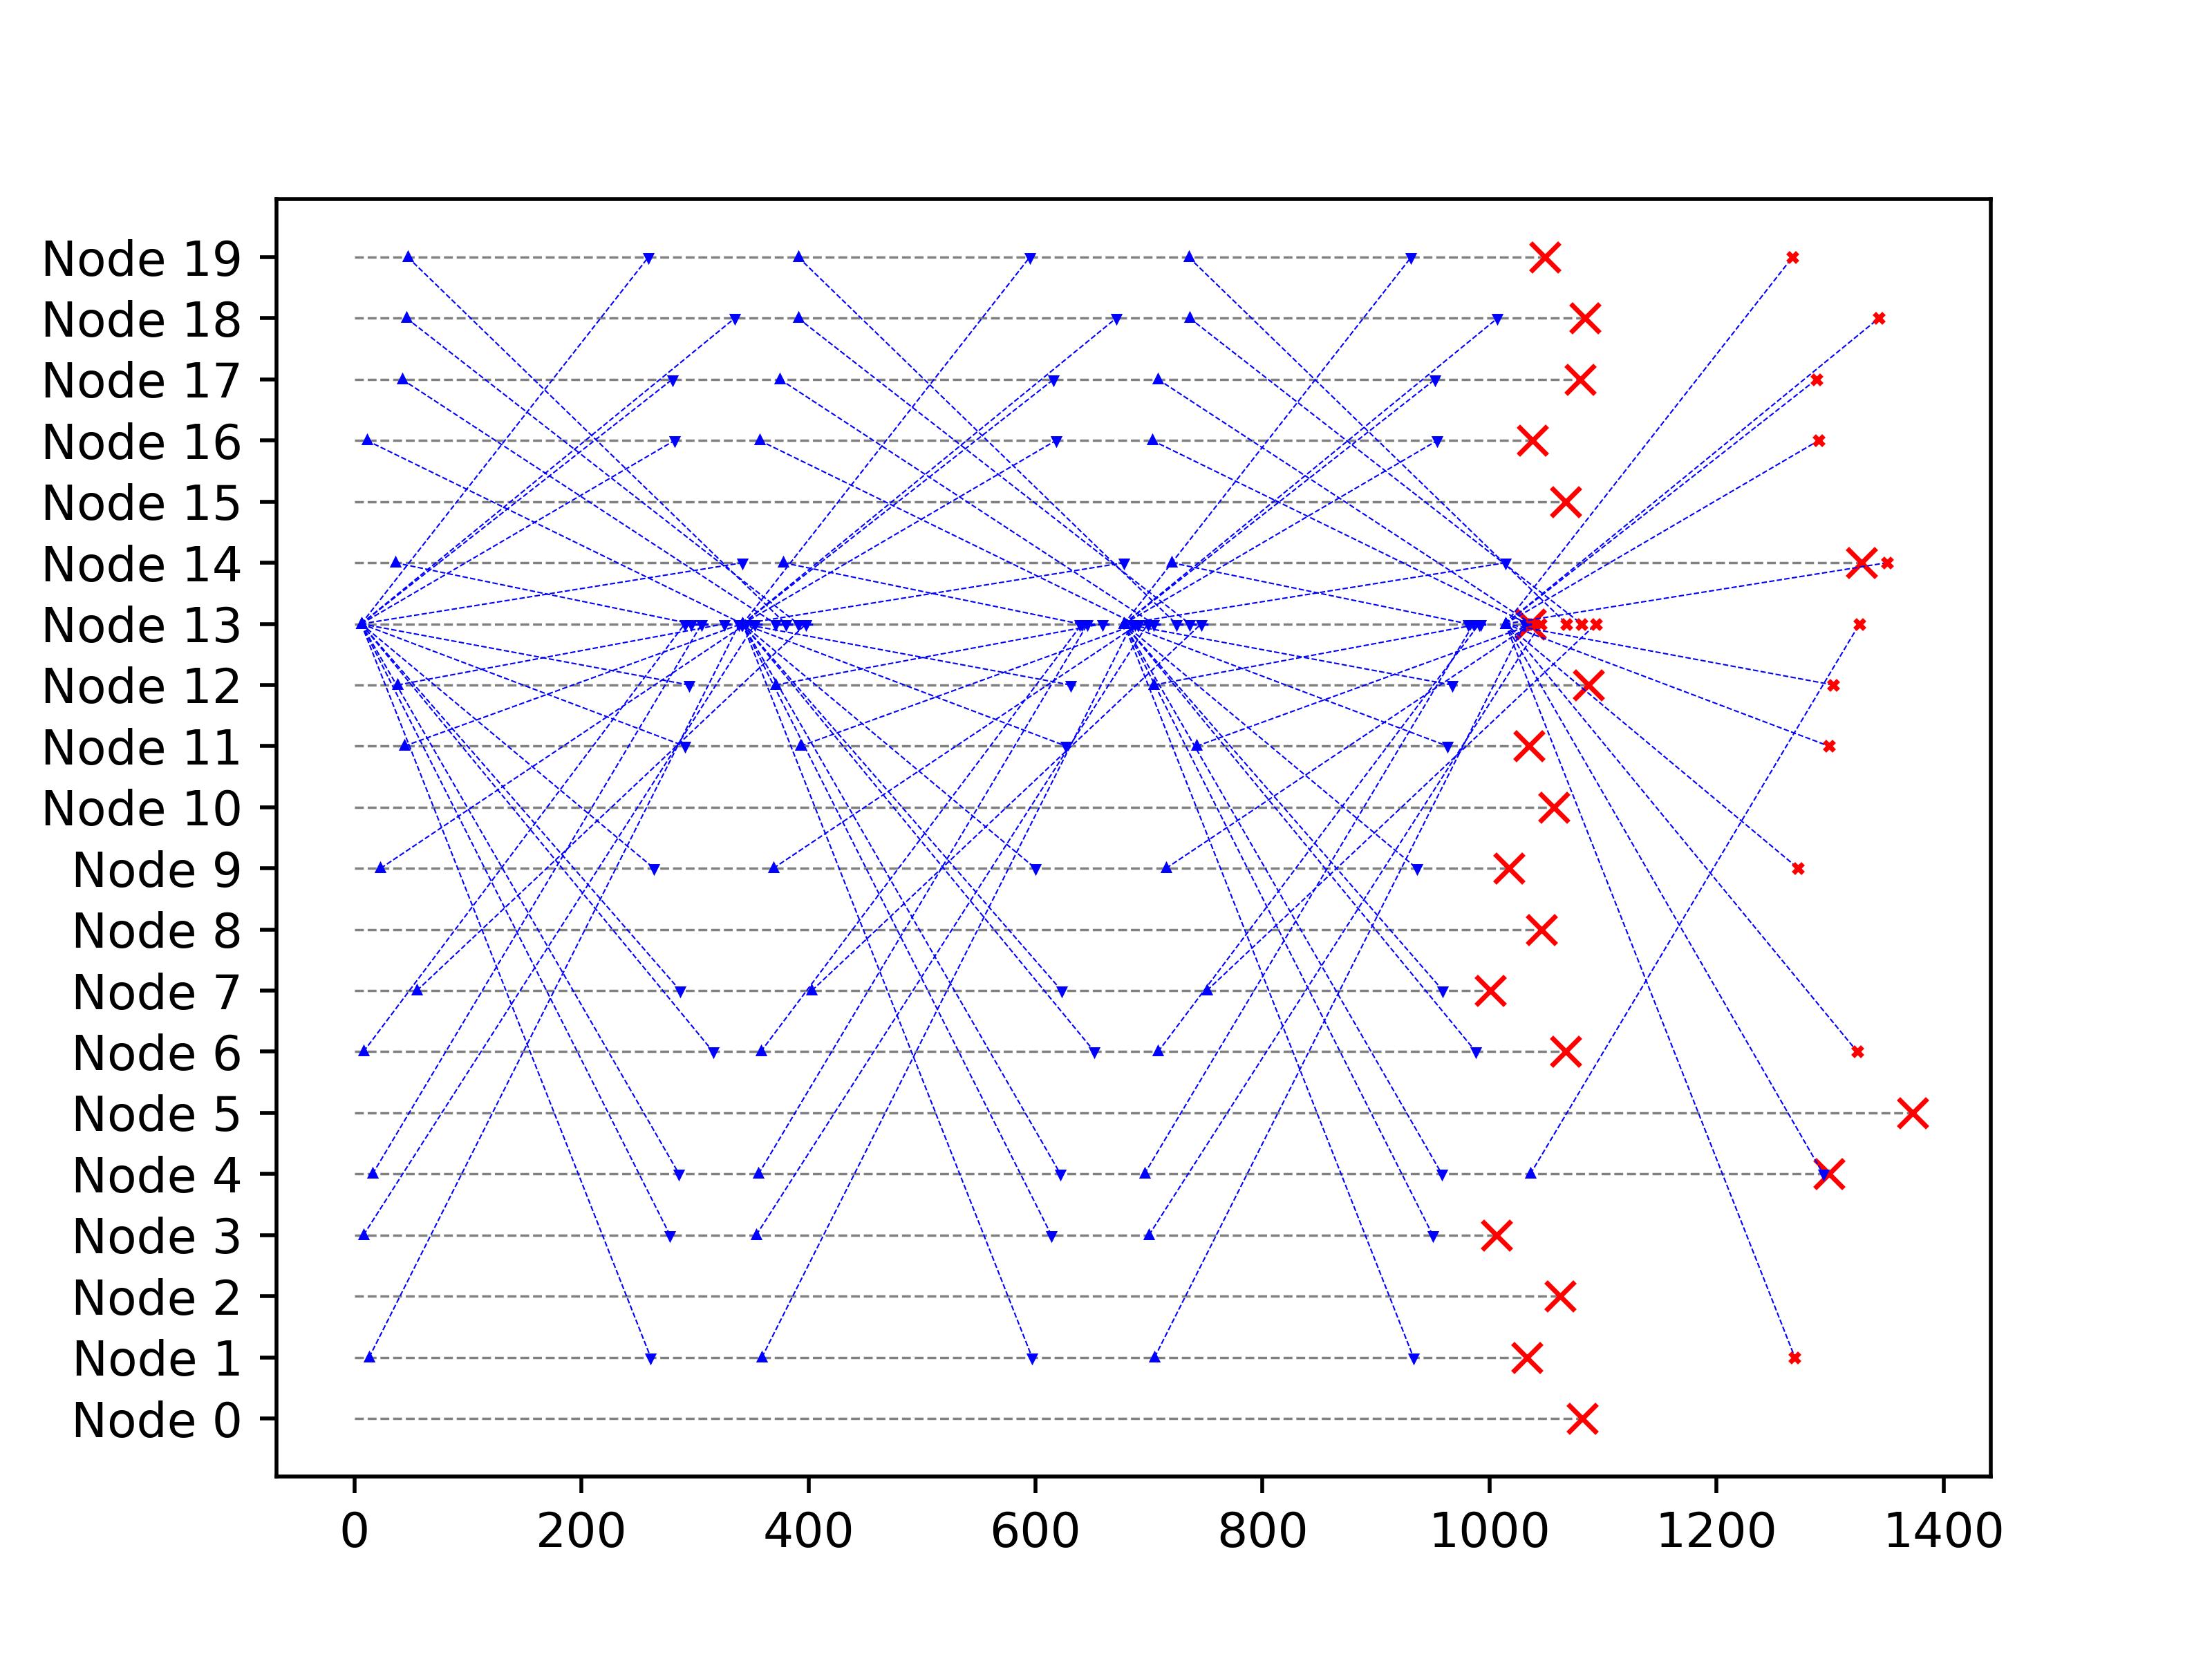 Node 19
Node 18
Node 17
Node 16
Node 15
Node 14
Node 13
Node 12
Node 11
Node 10
Node 9
Node 8
Node 7
Node 6
Node 5
Node 4
Node 3
Node 2
Node 1
Node 0
0 200 400 600 800 1000 1200 1400